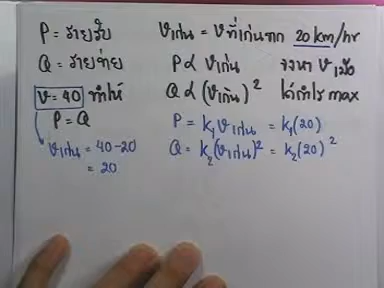 P = รายรับ
Q = รายจ่าย
v = 40 ทำให้
P = Q
vเกิน = 40 - 20
= 20
vเกิน = v ที่เกินจาก 20 km/hr
P ∝ vเกิน จงหา v เมื่อ
Q ∝ (vเกิน)² ได้กำไร max
P = k₁vเกิน = k₁(20)
Q = k₂(vเกิน)² = k₂(20)²